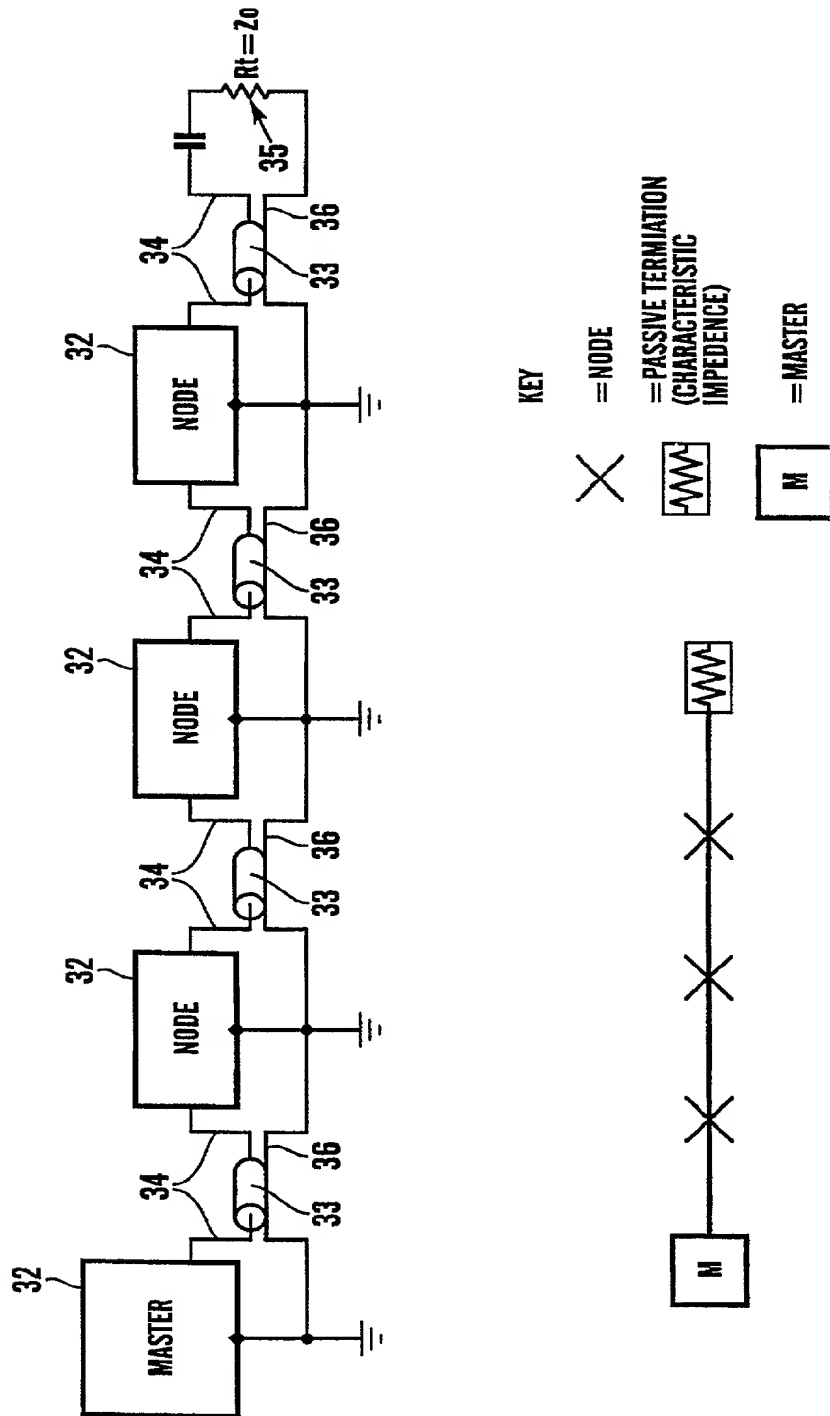 32
32
32
32
MASTER
NODE
NODE
NODE
34
34
34
34
Rt=Zo
35
33
36
33
36
33
36
33
36
KEY
=NODE
=PASSIVE TERMIATION
(CHARACTERISTIC
IMPEDENCE)
M
=MASTER
M